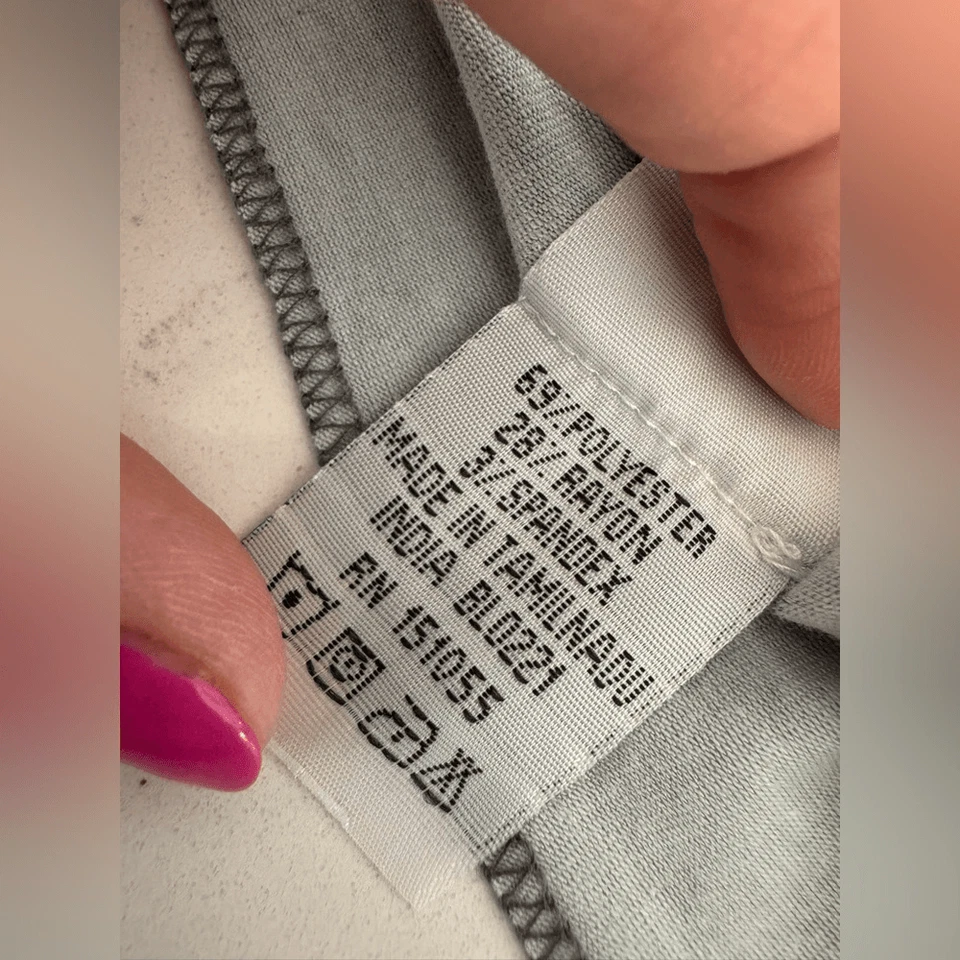 69%POLYESTER
28% RAYON
3% SPANDEX
MADE IN TAMILNADU
INDIA BL0221
RN 151055